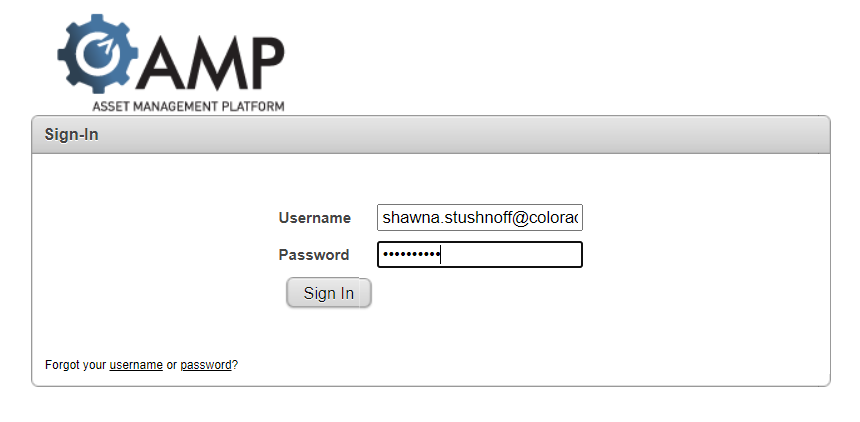 AMP
ASSET MANAGEMENT PLATFORM
Sign-In
Username shawna.stushnoff@colorac
Password ••••••••••
Sign In
Forgot your username or password?